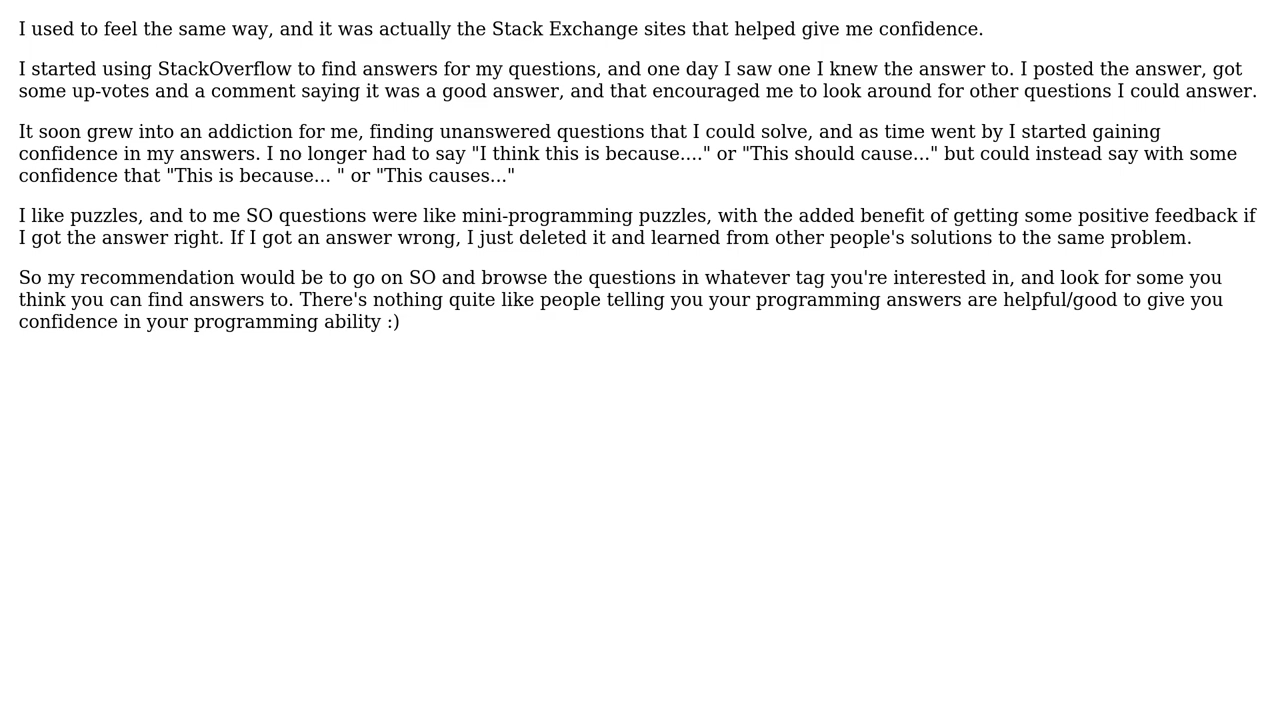 I used to feel the same way, and it was actually the Stack Exchange sites that helped give me confidence.
I started using StackOverflow to find answers for my questions, and one day I saw one I knew the answer to. I posted the answer, got
some up-votes and a comment saying it was a good answer, and that encouraged me to look around for other questions I could answer.
It soon grew into an addiction for me, finding unanswered questions that I could solve, and as time went by I started gaining
confidence in my answers. I no longer had to say "I think this is because...." or "This should cause..." but could instead say with some
confidence that "This is because... " or "This causes..."
I like puzzles, and to me SO questions were like mini-programming puzzles, with the added benefit of getting some positive feedback if
I got the answer right. If I got an answer wrong, I just deleted it and learned from other people's solutions to the same problem.
So my recommendation would be to go on SO and browse the questions in whatever tag you're interested in, and look for some you
think you can find answers to. There's nothing quite like people telling you your programming answers are helpful/good to give you
confidence in your programming ability :)